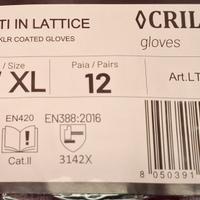 TI IN LATTICE
KLR COATED GLOVES
◊CRIL
gloves
/ Size
XL
Paia / Pairs
12
Art.LT
EN420
EN388:2016
Cat.II
3142X
8 050391